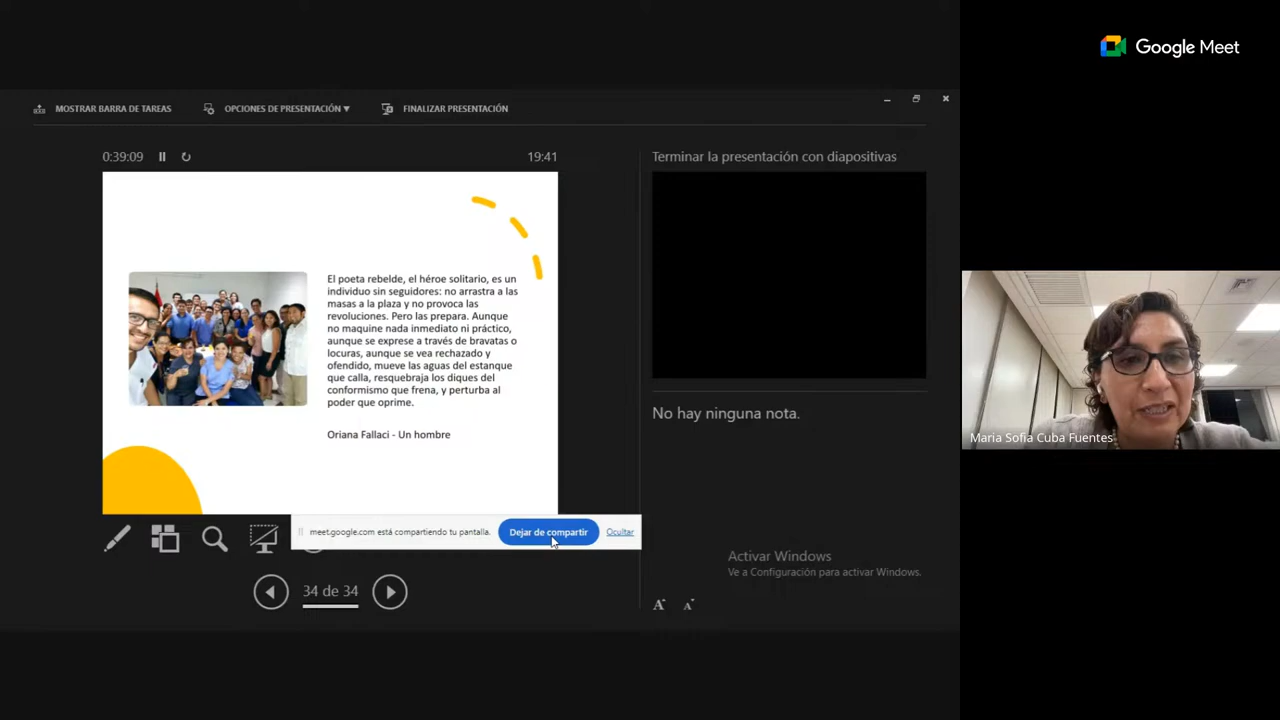 Google Meet
MOSTRAR BARRA DE TAREAS
OPCIONES DE PRESENTACIÓN ▼
FINALIZAR PRESENTACIÓN
0:39:09
19:41
Terminar la presentación con diapositivas
El poeta rebelde, el héroe solitario, es un
individuo sin seguidores: no arrastra a las
masas a la plaza y no provoca las
revoluciones. Pero las prepara. Aunque
no maquine nada inmediato ni práctico,
aunque se exprese a través de bravatas o
locuras, aunque se vea rechazado y
ofendido, mueve las aguas del estanque
que calla, resquebraja los diques del
conformismo que frena, y perturba al
poder que oprime.
Oriana Fallaci - Un hombre
No hay ninguna nota.
Maria Sofia Cuba Fuentes
meet.google.com está compartiendo tu pantalla.
Dejar de compartir
Ocultar
Activar Windows
Ve a Configuración para activar Windows.
34 de 34
A A